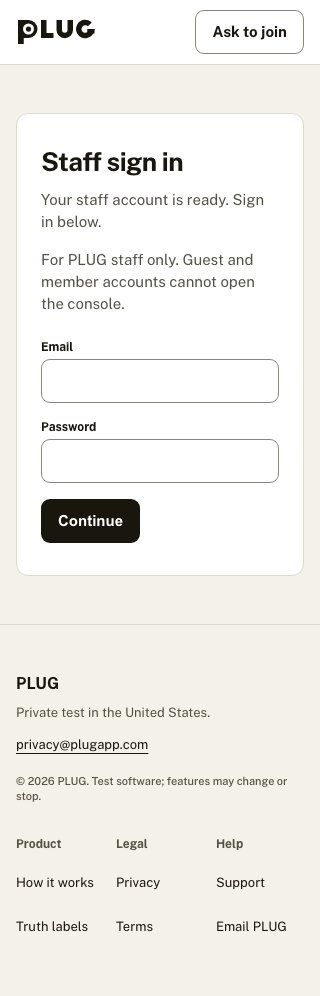 PLUG
Ask to join
Staff sign in
Your staff account is ready. Sign
in below.
For PLUG staff only. Guest and
member accounts cannot open
the console.
Email
Password
Continue
PLUG
Private test in the United States.
privacy@plugapp.com
© 2026 PLUG. Test software; features may change or
stop.
Product
Legal
Help
How it works
Privacy
Support
Truth labels
Terms
Email PLUG